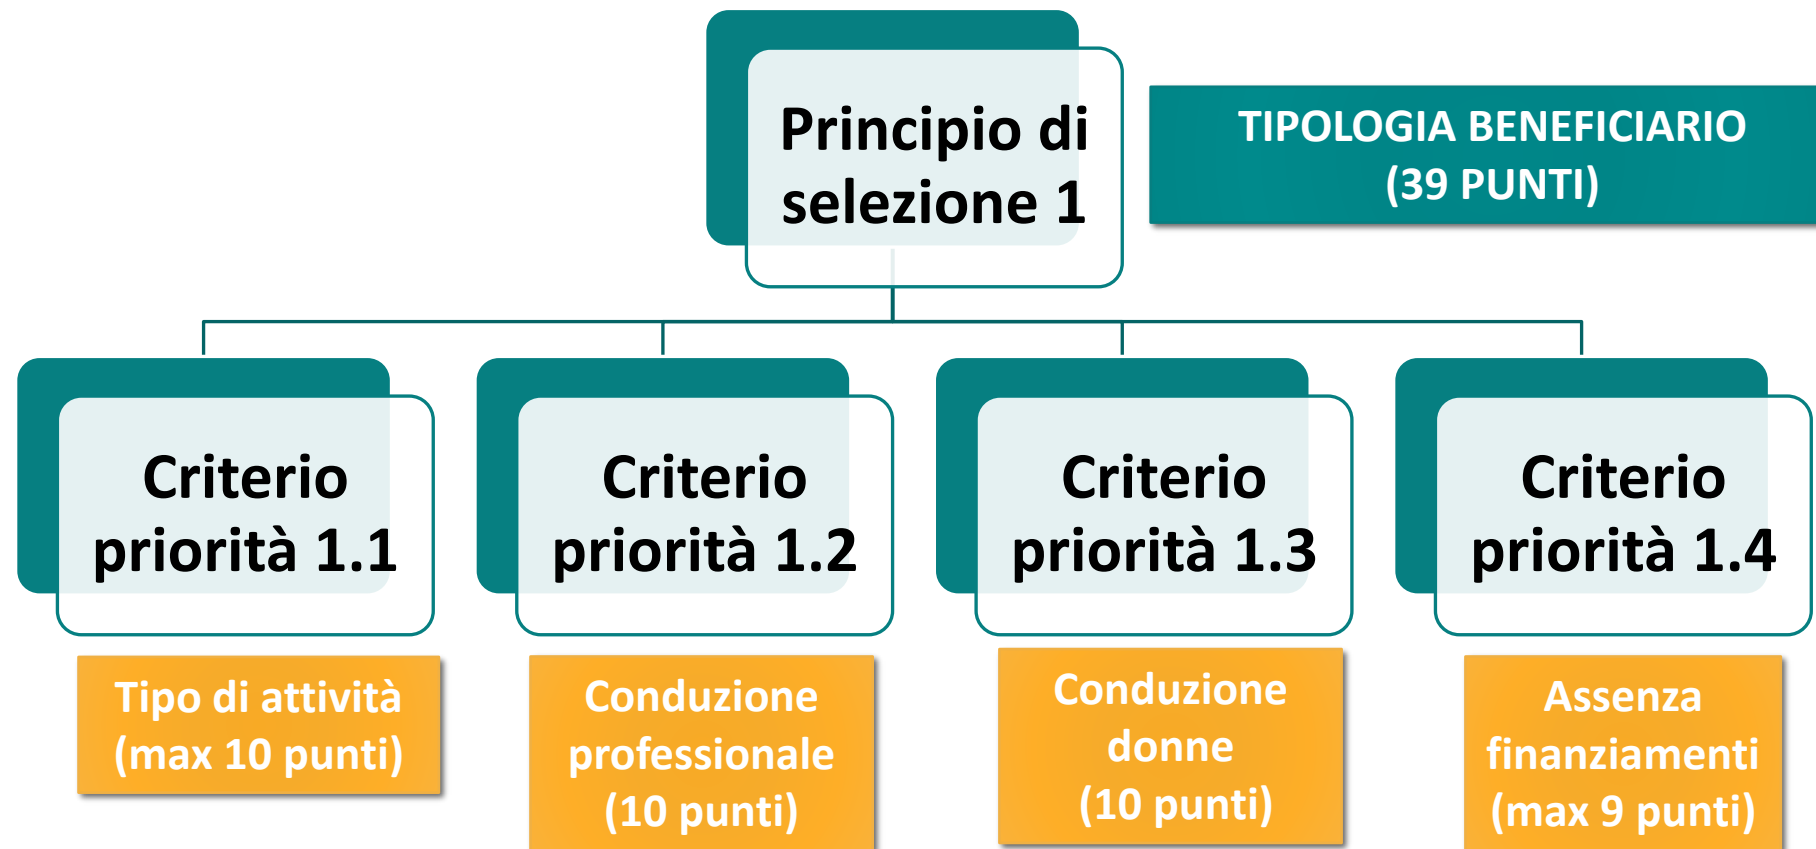 Principio di
selezione 1
TIPOLOGIA BENEFICIARIO
(39 PUNTI)
Criterio
priorità 1.1
Criterio
priorità 1.2
Criterio
priorità 1.3
Criterio
priorità 1.4
Tipo di attività
(max 10 punti)
Conduzione
professionale
(10 punti)
Conduzione
donne
(10 punti)
Assenza
finanziamenti
(max 9 punti)